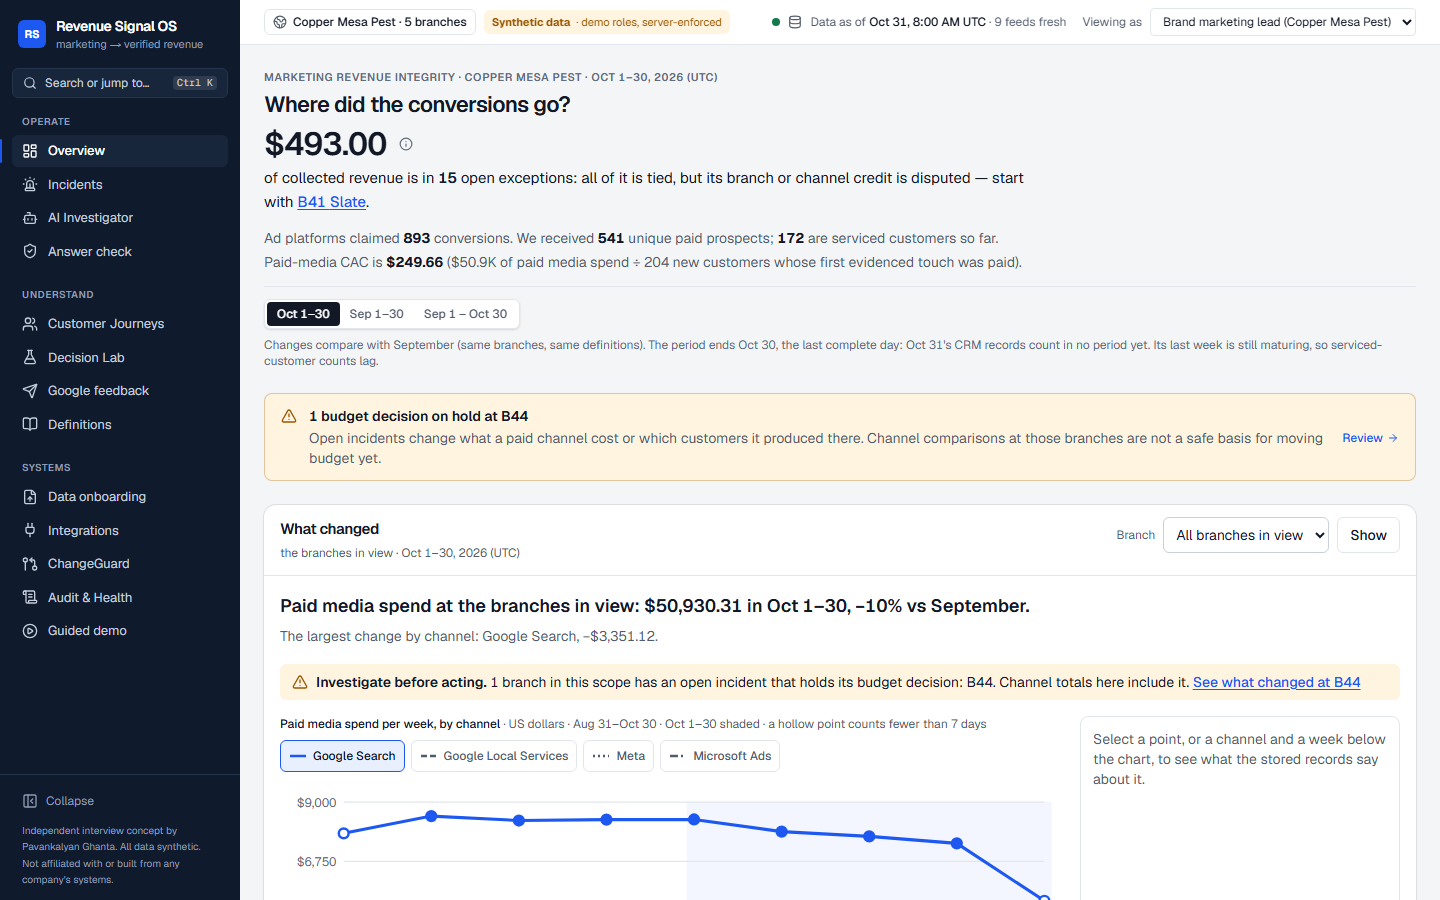 RS
Revenue Signal OS
marketing → verified revenue
Search or jump to...
Ctrl K
OPERATE
Overview
Incidents
AI Investigator
Answer check
UNDERSTAND
Customer Journeys
Decision Lab
Google feedback
Definitions
SYSTEMS
Data onboarding
Integrations
ChangeGuard
Audit & Health
Guided demo
Collapse
Independent interview concept by
Pavankalyan Ghanta. All data synthetic.
Not affiliated with or built from any
company's systems.
Copper Mesa Pest · 5 branches
Synthetic data · demo roles, server-enforced
Data as of Oct 31, 8:00 AM UTC · 9 feeds fresh
Viewing as
Brand marketing lead (Copper Mesa Pest)
MARKETING REVENUE INTEGRITY · COPPER MESA PEST · OCT 1–30, 2026 (UTC)
Where did the conversions go?
$493.00
of collected revenue is in 15 open exceptions: all of it is tied, but its branch or channel credit is disputed — start
with B41 Slate.
Ad platforms claimed 893 conversions. We received 541 unique paid prospects; 172 are serviced customers so far.
Paid-media CAC is $249.66 ($50.9K of paid media spend ÷ 204 new customers whose first evidenced touch was paid).
Oct 1–30
Sep 1–30
Sep 1 – Oct 30
Changes compare with September (same branches, same definitions). The period ends Oct 30, the last complete day: Oct 31's CRM records count in no period yet. Its last week is still maturing, so serviced-
customer counts lag.
1 budget decision on hold at B44
Open incidents change what a paid channel cost or which customers it produced there. Channel comparisons at those branches are not a safe basis for moving
budget yet.
Review →
What changed
the branches in view · Oct 1–30, 2026 (UTC)
Branch
All branches in view
Show
Paid media spend at the branches in view: $50,930.31 in Oct 1–30, −10% vs September.
The largest change by channel: Google Search, −$3,351.12.
Investigate before acting. 1 branch in this scope has an open incident that holds its budget decision: B44. Channel totals here include it. See what changed at B44
Paid media spend per week, by channel · US dollars · Aug 31–Oct 30 · Oct 1–30 shaded · a hollow point counts fewer than 7 days
Google Search
Google Local Services
Meta
Microsoft Ads
$9,000
$6,750
Select a point, or a channel and a week below
the chart, to see what the stored records say
about it.